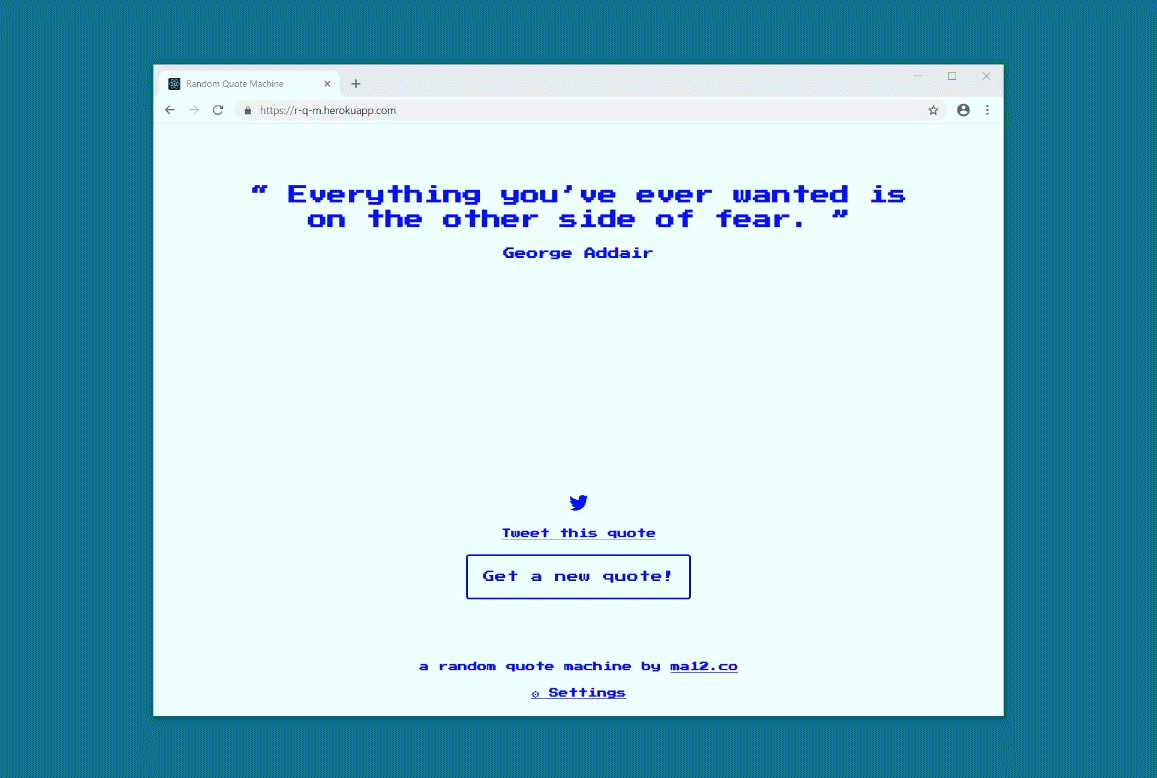 Random Quote Machine
https://r-q-m.herokuapp.com
“ Everything you’ve ever wanted is
on the other side of fear. ”
George Addair
Tweet this quote
Get a new quote!
a random quote machine by ma12.co
⚙ Settings